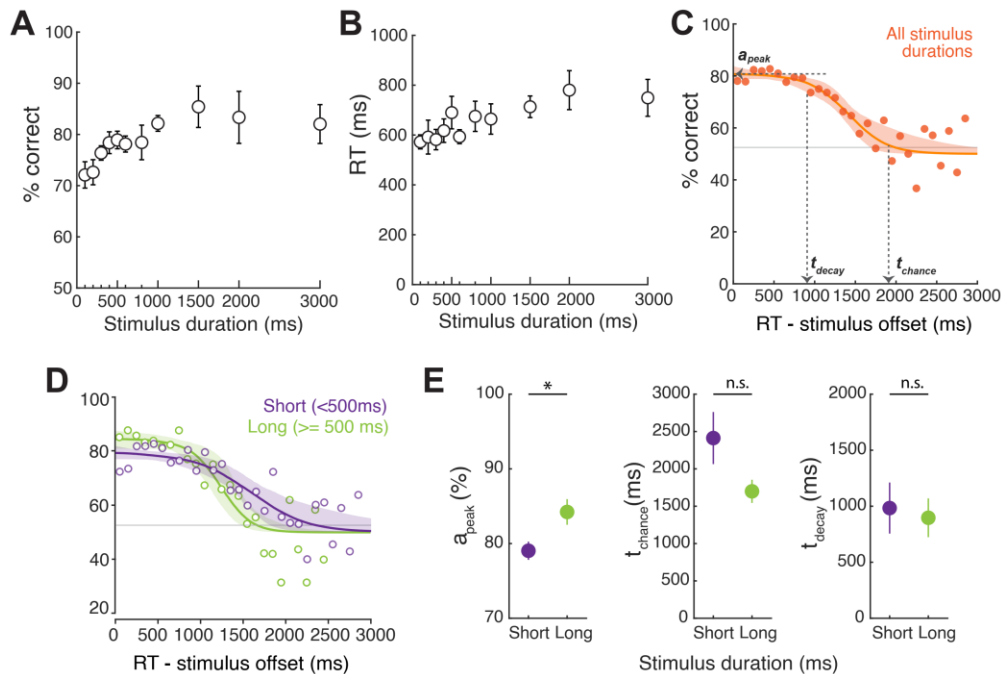 A
% correct
100
90
80
70
60
50
0
500
1000
1500
2000
3000
Stimulus duration (ms)
B
RT (ms)
1000
800
600
400
200
0
0
500
1000
1500
2000
3000
Stimulus duration (ms)
C
All stimulus
durations
a_peak
% correct
100
80
60
40
20
0
t_decay
t_chance
0
500
1000
1500
2000
2500
3000
RT - stimulus offset (ms)
D
Short (<500ms)
Long (>= 500 ms)
100
80
60
40
20
0
500
1000
1500
2000
2500
3000
RT - stimulus offset (ms)
E
*
a_peak (%)
100
90
80
70
Short Long
n.s.
t_chance (ms)
3000
2500
2000
1500
1000
500
0
Short Long
n.s.
t_decay (ms)
2000
1500
1000
500
0
Short Long
Stimulus duration (ms)